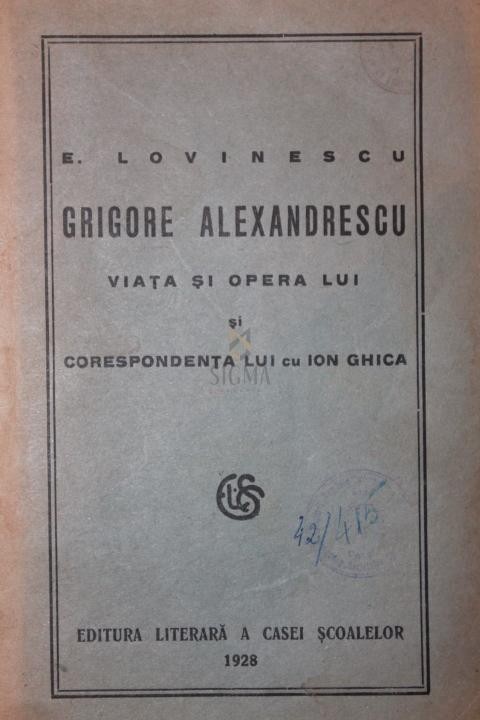 E. LOVINESCU
GRIGORE ALEXANDRESCU
VIAȚA ȘI OPERA LUI
și
CORESPONDENȚA LUI cu ION GHICA
SIGMA
42/415
EDITURA LITERARĂ A CASEI ȘCOALELOR
1928